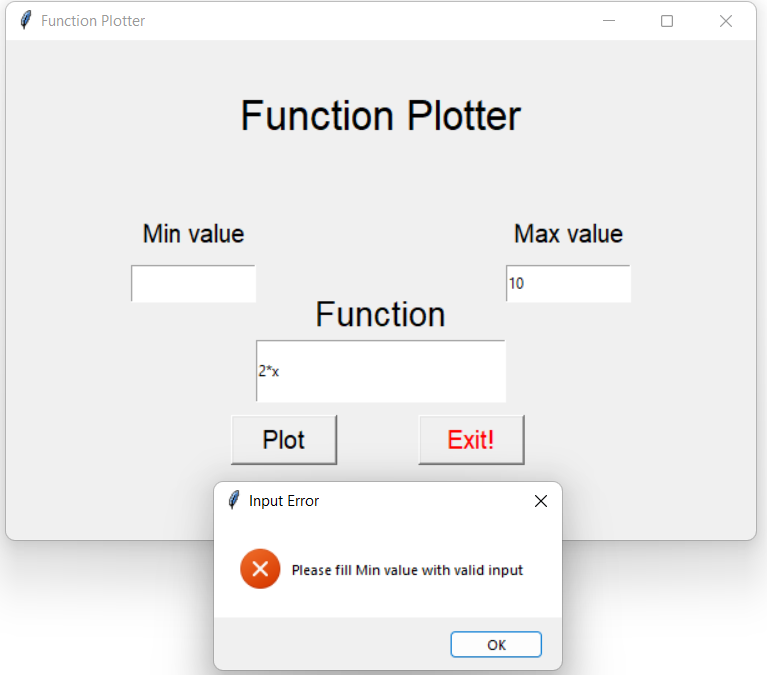 Function Plotter
Function Plotter
Min value
Max value
10
Function
2*x
Plot
Exit!
Input Error
Please fill Min value with valid input
OK